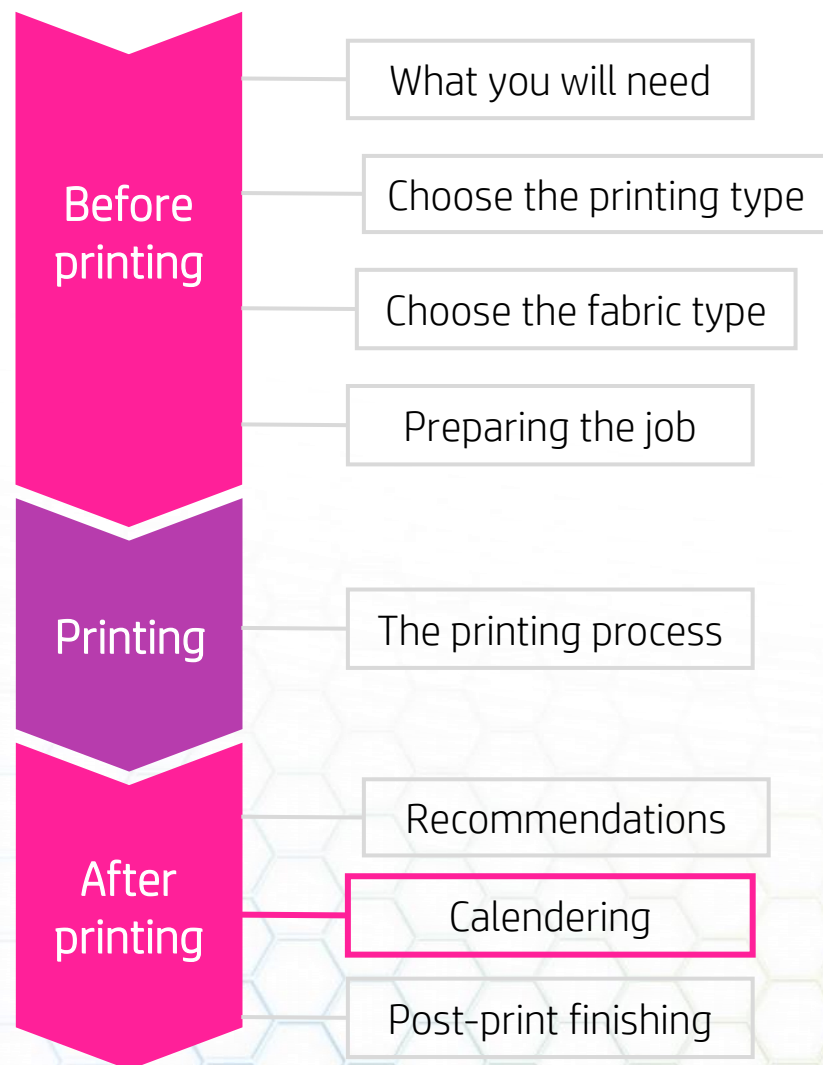 Before
printing
What you will need
Choose the printing type
Choose the fabric type
Preparing the job
Printing
The printing process
After
printing
Recommendations
Calendering
Post-print finishing